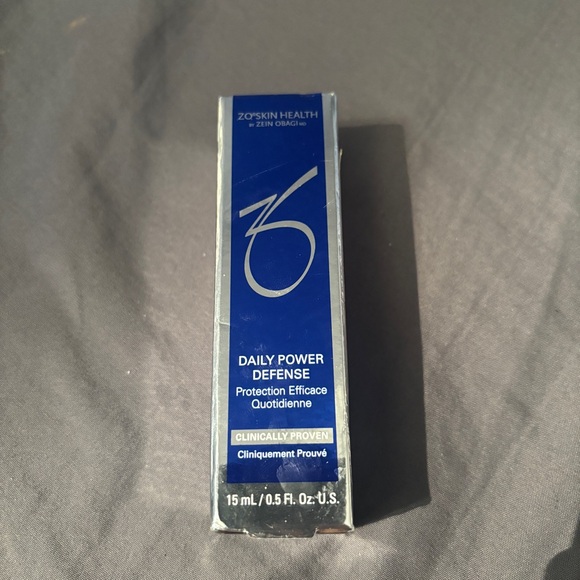 ZO®SKIN HEALTH
BY ZEIN OBAGI MD
DAILY POWER
DEFENSE
Protection Efficace
Quotidienne
CLINICALLY PROVEN
Cliniquement Prouvé
15 mL / 0.5 Fl. Oz. U.S.